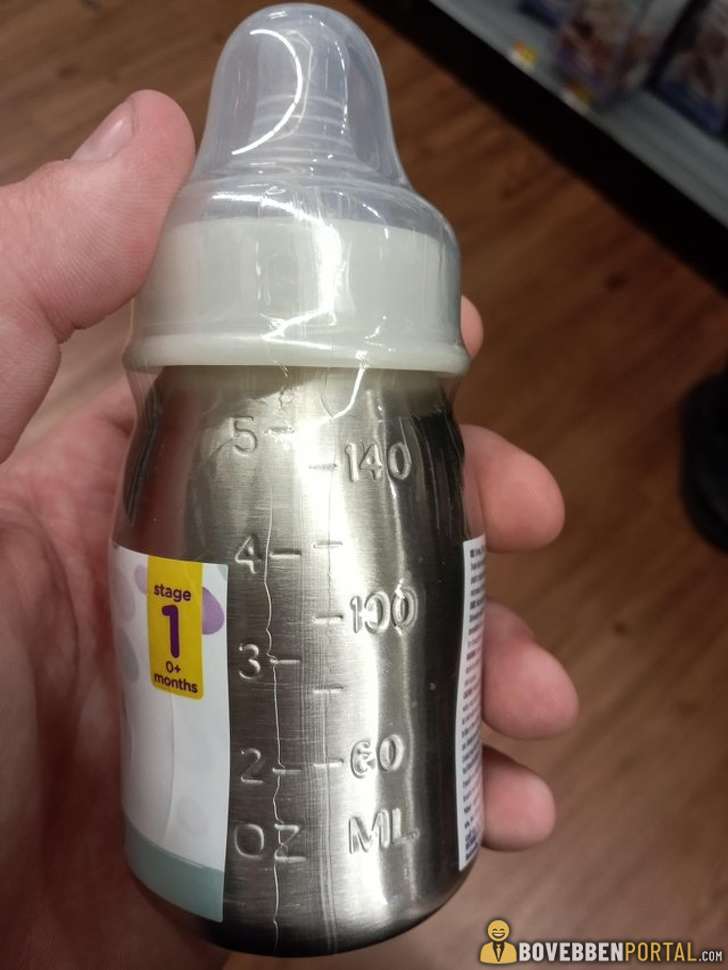 5
140
4
100
3
2
60
OZ
ML
stage
1
0+
months
BOVEBBENPORTAL.COM